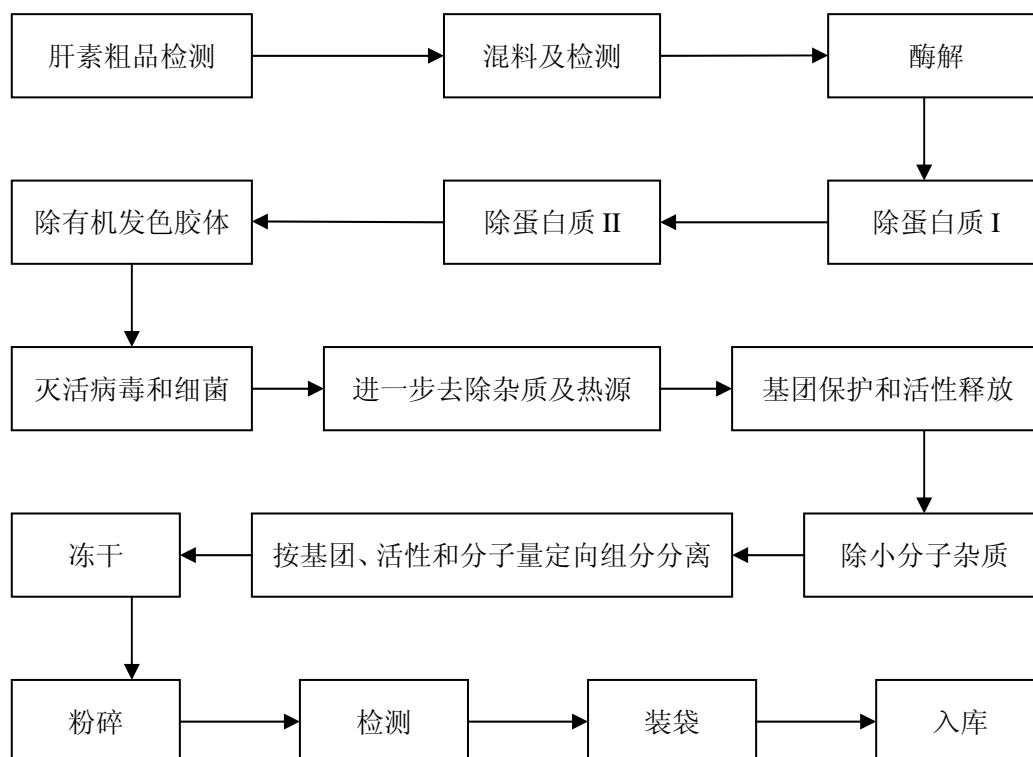 肝素粗品检测
混料及检测
酶解
除蛋白质 I
除蛋白质 II
除有机发色胶体
灭活病毒和细菌
进一步去除杂质及热源
基团保护和活性释放
除小分子杂质
按基团、活性和分子量定向组分分离
冻干
粉碎
检测
装袋
入库